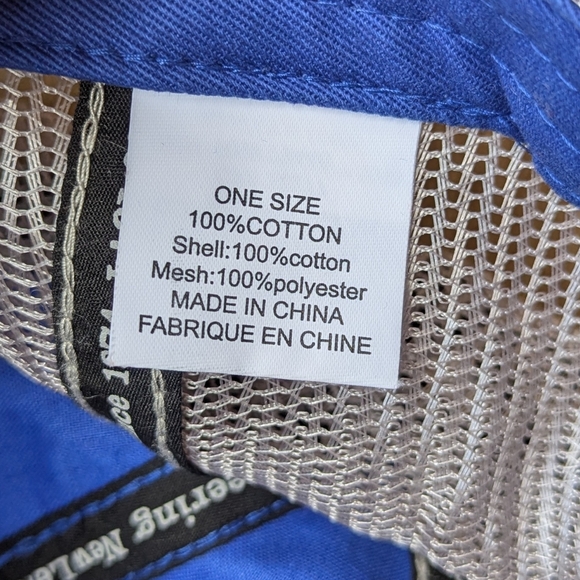 ONE SIZE
100%COTTON
Shell:100%cotton
Mesh:100%polyester
MADE IN CHINA
FABRIQUE EN CHINE